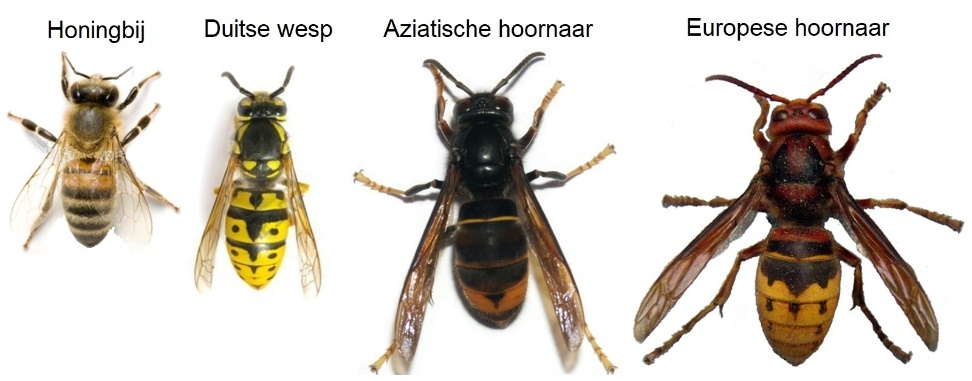 Honingbij
Duitse wesp
Aziatische hoornaar
Europese hoornaar